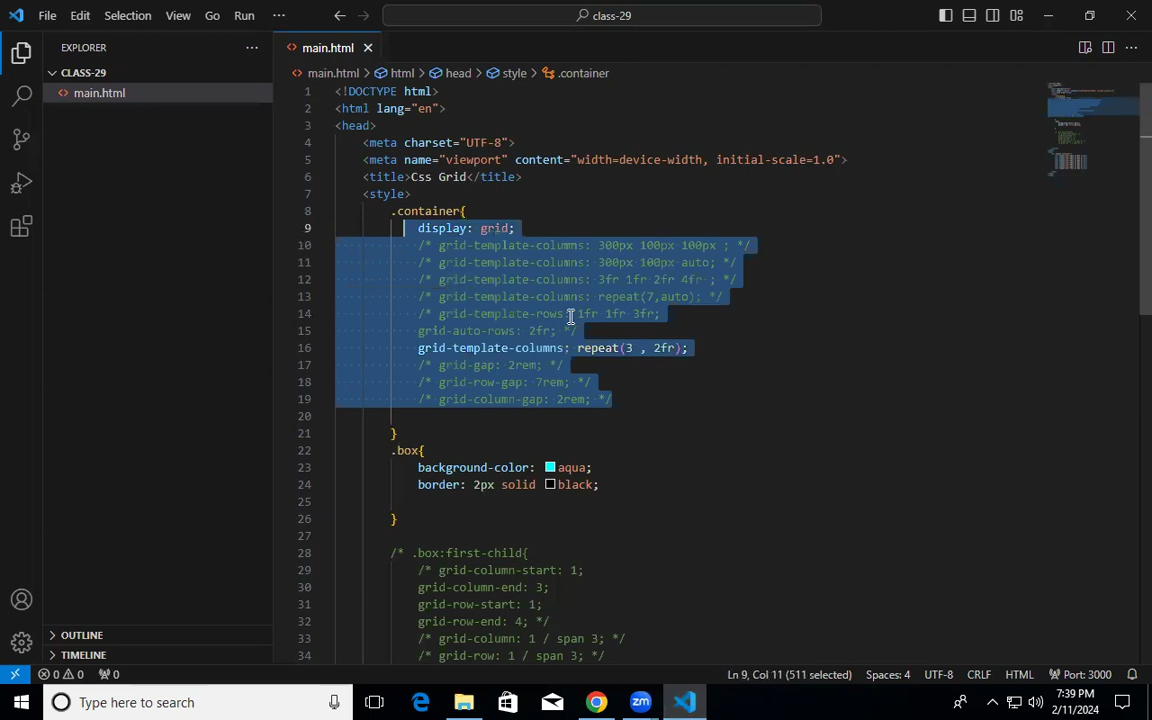 File Edit Selection View Go Run ··· class-29
EXPLORER ···
CLASS-29
main.html
OUTLINE
TIMELINE
main.html
main.html > html > head > style > .container
1 <!DOCTYPE html>
2 <html lang="en">
3 <head>
4 <meta charset="UTF-8">
5 <meta name="viewport" content="width=device-width, initial-scale=1.0">
6 <title>Css Grid</title>
7 <style>
8 .container{
9 display: grid;
10 /* grid-template-columns: 300px 100px 100px ; */
11 /* grid-template-columns: 300px 100px auto; */
12 /* grid-template-columns: 3fr 1fr 2fr 4fr ; */
13 /* grid-template-columns: repeat(7,auto); */
14 /* grid-template-rows: 1fr 1fr 3fr;
15 grid-auto-rows: 2fr; */
16 grid-template-columns: repeat(3 , 2fr);
17 /* grid-gap: 2rem; */
18 /* grid-row-gap: 7rem; */
19 /* grid-column-gap: 2rem; */
20
21 }
22 .box{
23 background-color: aqua;
24 border: 2px solid black;
25
26 }
27
28 /* .box:first-child{
29 /* grid-column-start: 1;
30 grid-column-end: 3;
31 grid-row-start: 1;
32 grid-row-end: 4; */
33 /* grid-column: 1 / span 3; */
34 /* grid-row: 1 / span 3; */
0 0 0 Ln 9, Col 11 (511 selected) Spaces: 4 UTF-8 CRLF HTML Port: 3000
Type here to search zm 7:39 PM
2/11/2024